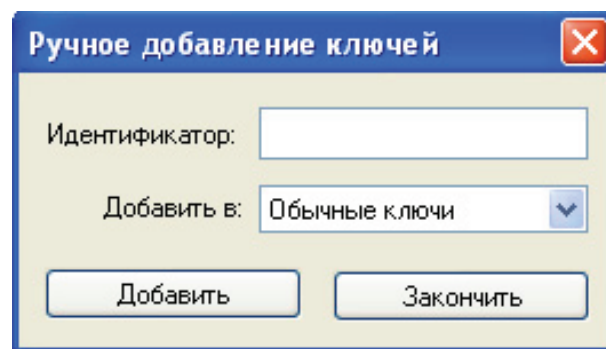 Ручное добавление ключей
Идентификатор:
Добавить в: Обычные ключи
Добавить Закончить